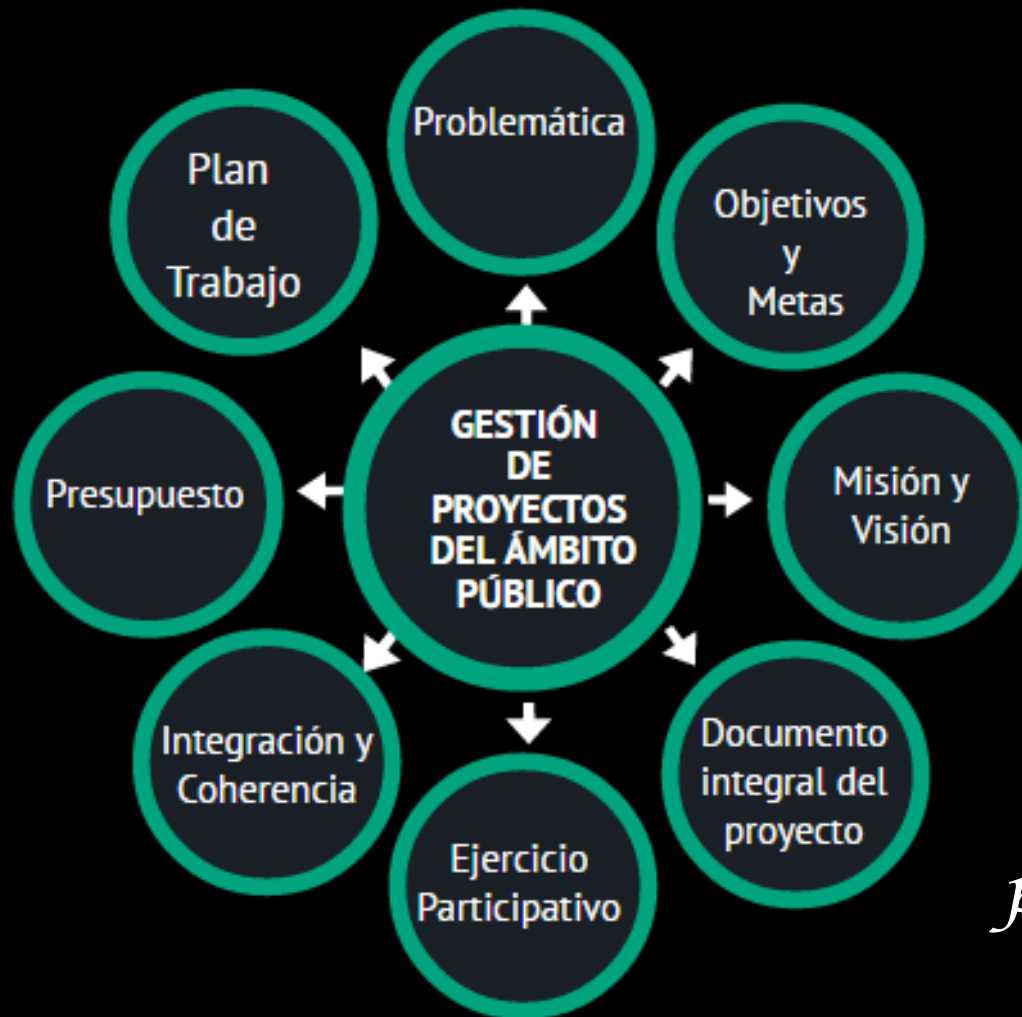 Problemática
Plan
de
Trabajo
Objetivos
y
Metas
GESTIÓN
DE
PROYECTOS
DEL ÁMBITO
PÚBLICO
Presupuesto
Misión y
Visión
Integración y
Coherencia
Documento
integral del
proyecto
Ejercicio
Participativo